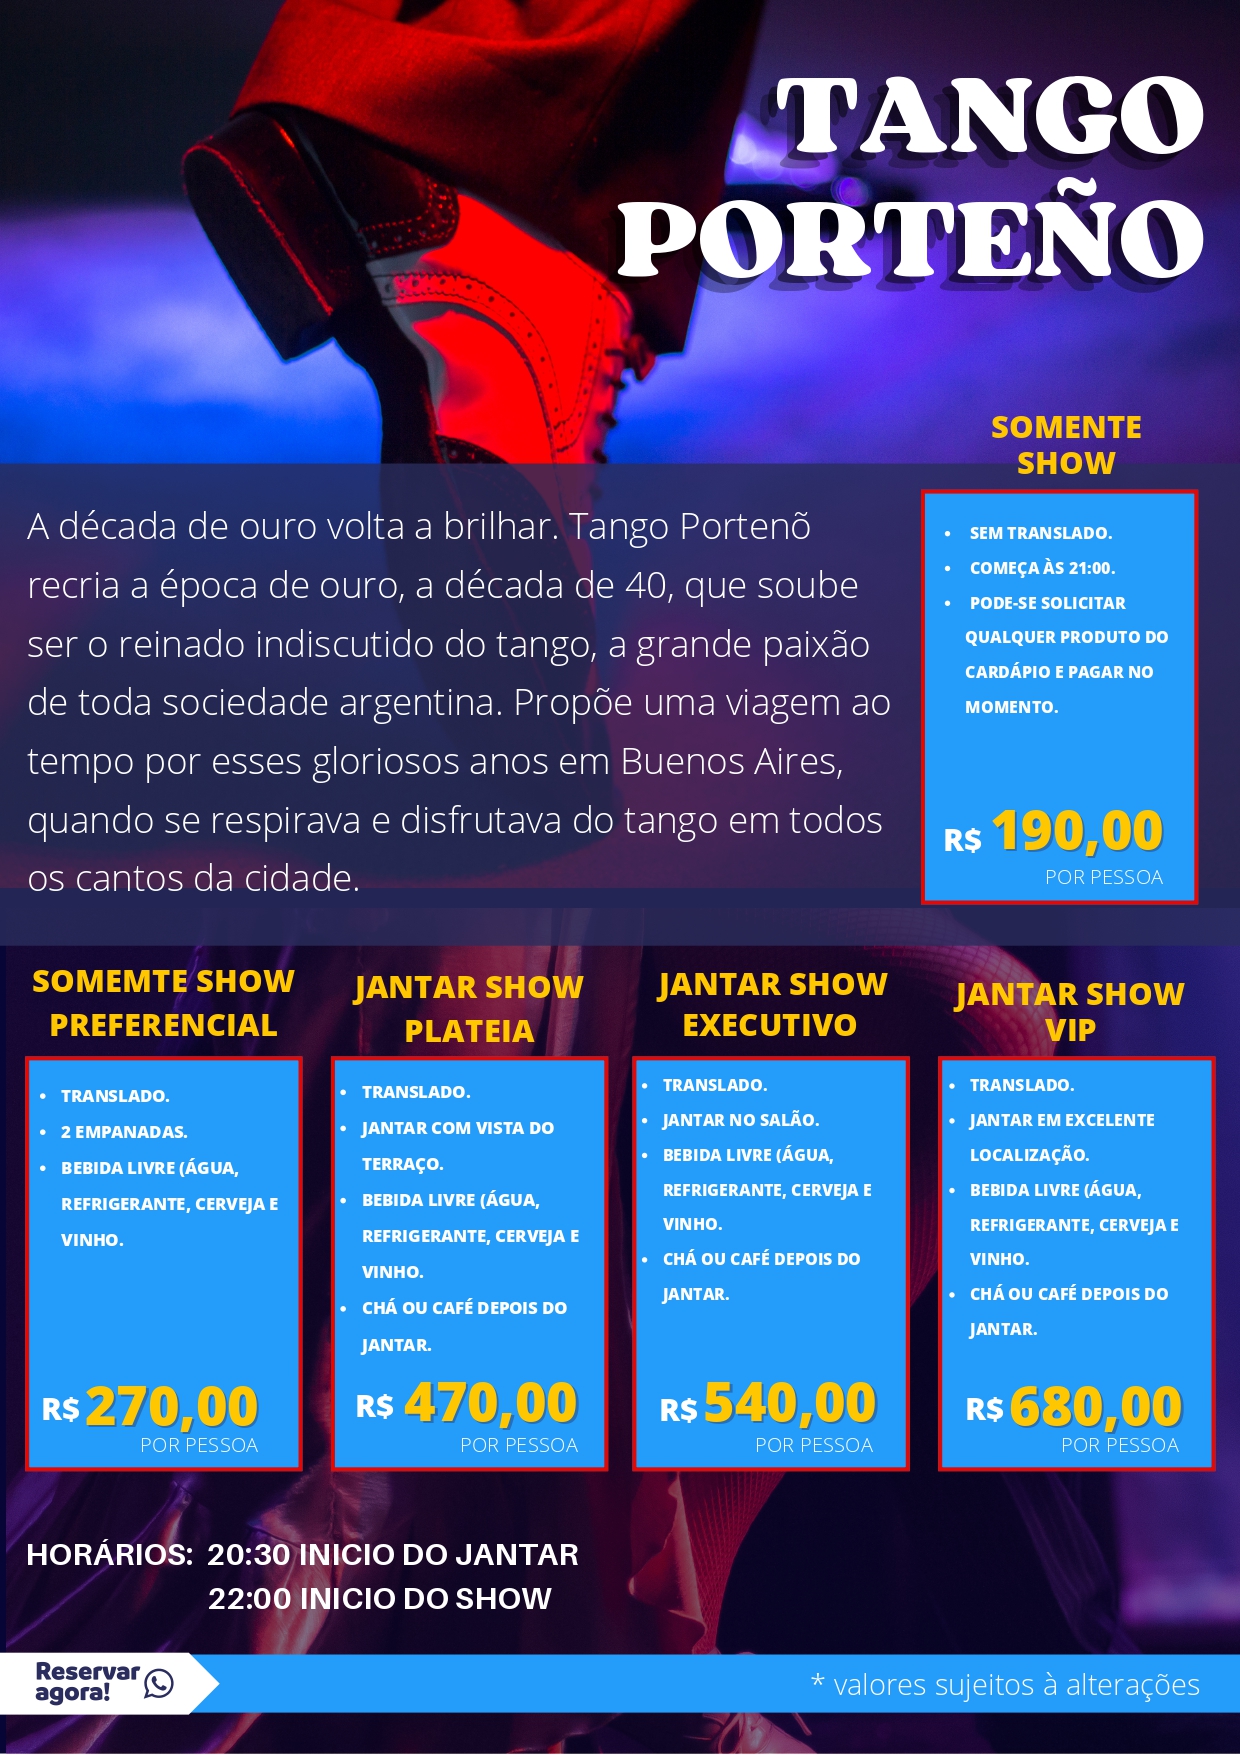 TANGO
PORTEÑO
A década de ouro volta a brilhar. Tango Portenõ
recria a época de ouro, a década de 40, que soube
ser o reinado indiscutido do tango, a grande paixão
de toda sociedade argentina. Propõe uma viagem ao
tempo por esses gloriosos anos em Buenos Aires,
quando se respirava e disfrutava do tango em todos
os cantos da cidade.
SOMENTE
SHOW
• SEM TRANSLADO.
• COMEÇA ÀS 21:00.
• PODE-SE SOLICITAR
QUALQUER PRODUTO DO
CARDÁPIO E PAGAR NO
MOMENTO.
R$ 190,00
POR PESSOA
SOMEMTE SHOW
PREFERENCIAL
• TRANSLADO.
• 2 EMPANADAS.
• BEBIDA LIVRE (ÁGUA,
REFRIGERANTE, CERVEJA E
VINHO.
R$ 270,00
POR PESSOA
JANTAR SHOW
PLATEIA
• TRANSLADO.
• JANTAR COM VISTA DO
TERRAÇO.
• BEBIDA LIVRE (ÁGUA,
REFRIGERANTE, CERVEJA E
VINHO.
• CHÁ OU CAFÉ DEPOIS DO
JANTAR.
R$ 470,00
POR PESSOA
JANTAR SHOW
EXECUTIVO
• TRANSLADO.
• JANTAR NO SALÃO.
• BEBIDA LIVRE (ÁGUA,
REFRIGERANTE, CERVEJA E
VINHO.
• CHÁ OU CAFÉ DEPOIS DO
JANTAR.
R$ 540,00
POR PESSOA
JANTAR SHOW
VIP
• TRANSLADO.
• JANTAR EM EXCELENTE
LOCALIZAÇÃO.
• BEBIDA LIVRE (ÁGUA,
REFRIGERANTE, CERVEJA E
VINHO.
• CHÁ OU CAFÉ DEPOIS DO
JANTAR.
R$ 680,00
POR PESSOA
HORÁRIOS: 20:30 INICIO DO JANTAR
22:00 INICIO DO SHOW
Reservar
agora!
* valores sujeitos à alterações